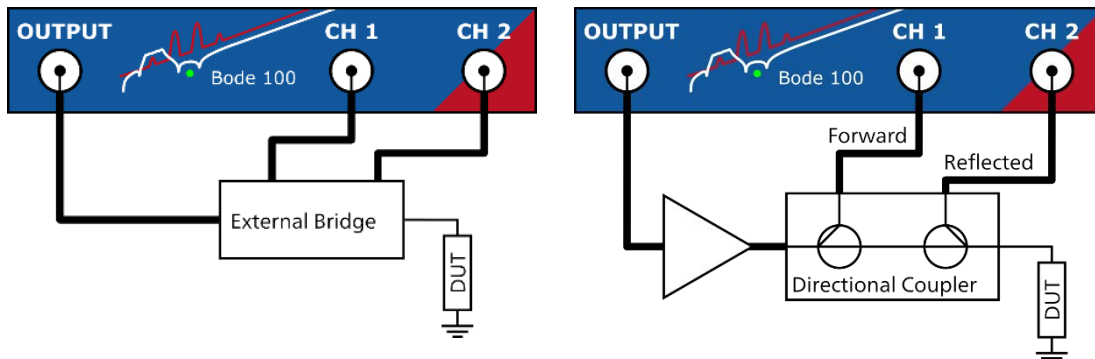 OUTPUT CH 1 CH 2
Bode 100
External Bridge
DUT
OUTPUT CH 1 CH 2
Bode 100
Forward
Reflected
Directional Coupler
DUT